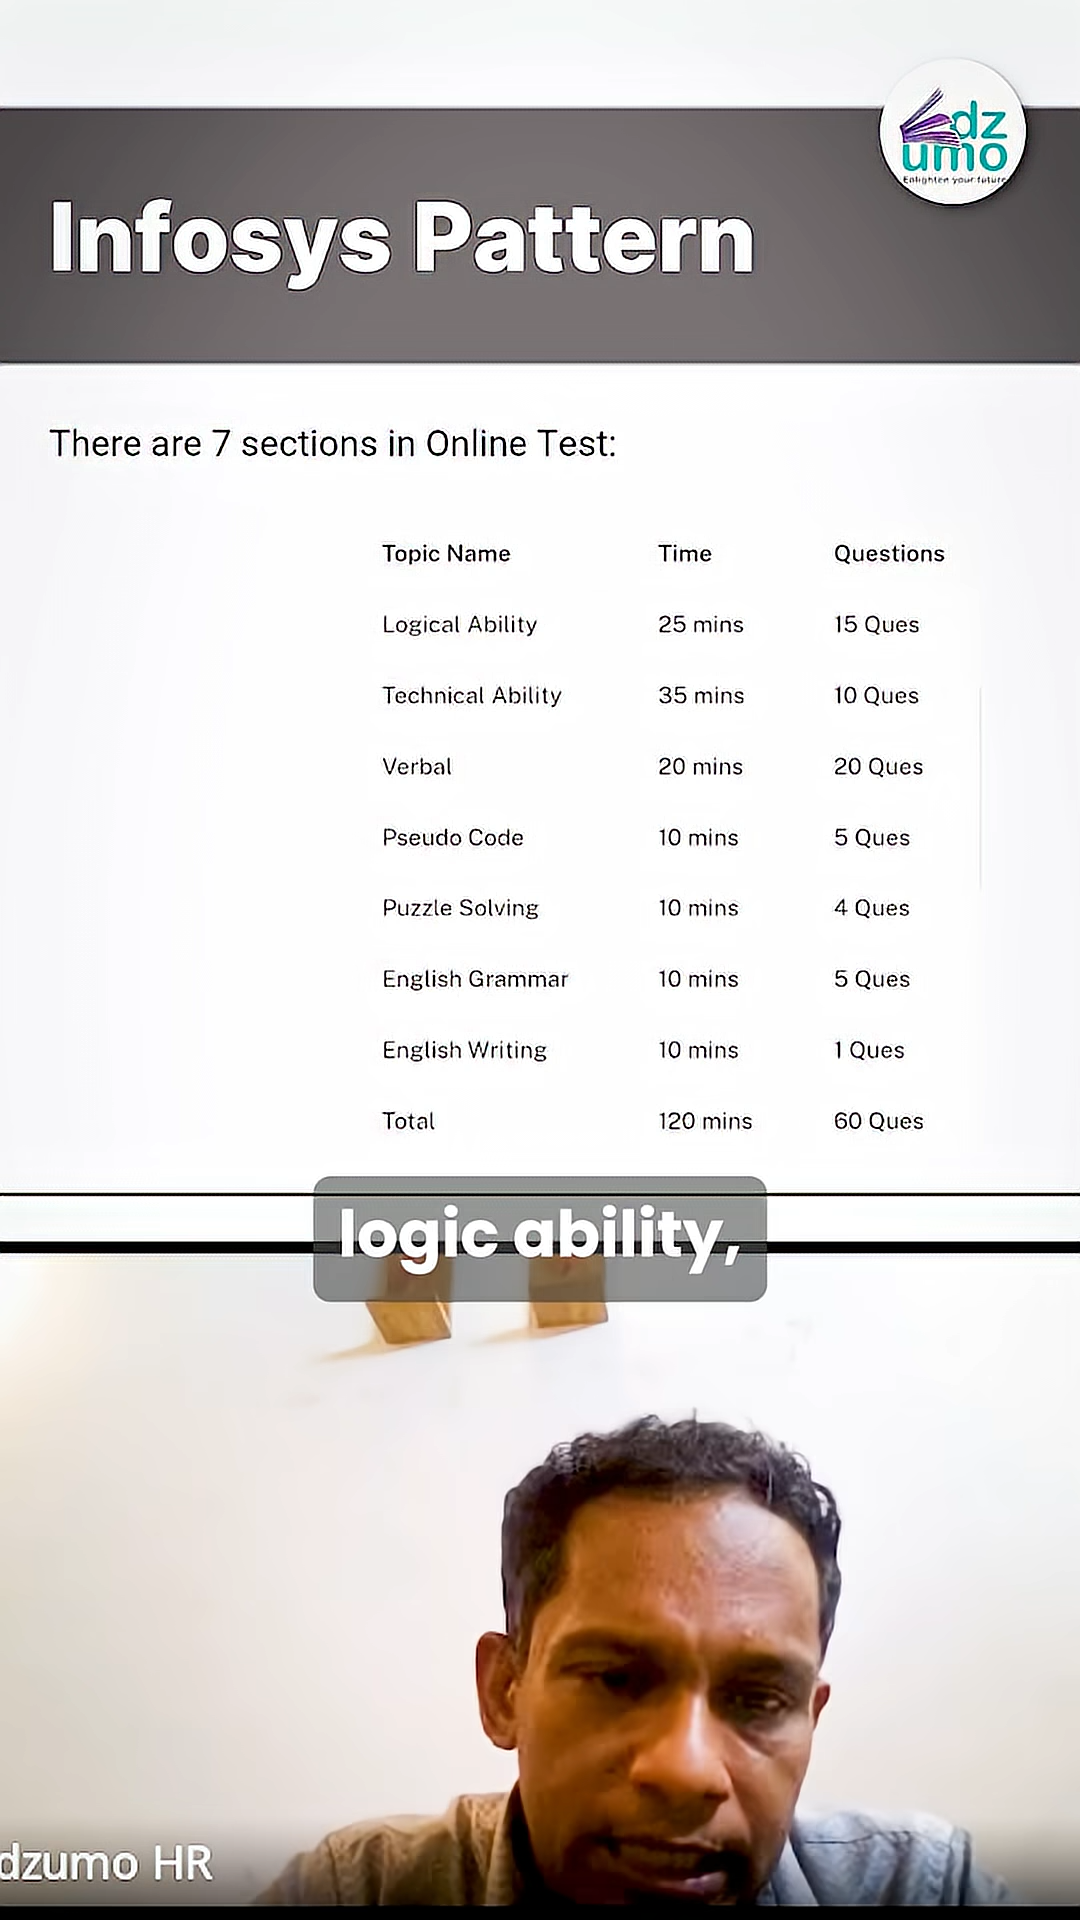 dz
umo
Enlighten your future
Infosys Pattern
There are 7 sections in Online Test:
Topic Name Time Questions
Logical Ability 25 mins 15 Ques
Technical Ability 35 mins 10 Ques
Verbal 20 mins 20 Ques
Pseudo Code 10 mins 5 Ques
Puzzle Solving 10 mins 4 Ques
English Grammar 10 mins 5 Ques
English Writing 10 mins 1 Ques
Total 120 mins 60 Ques
logic ability,
dzumo HR